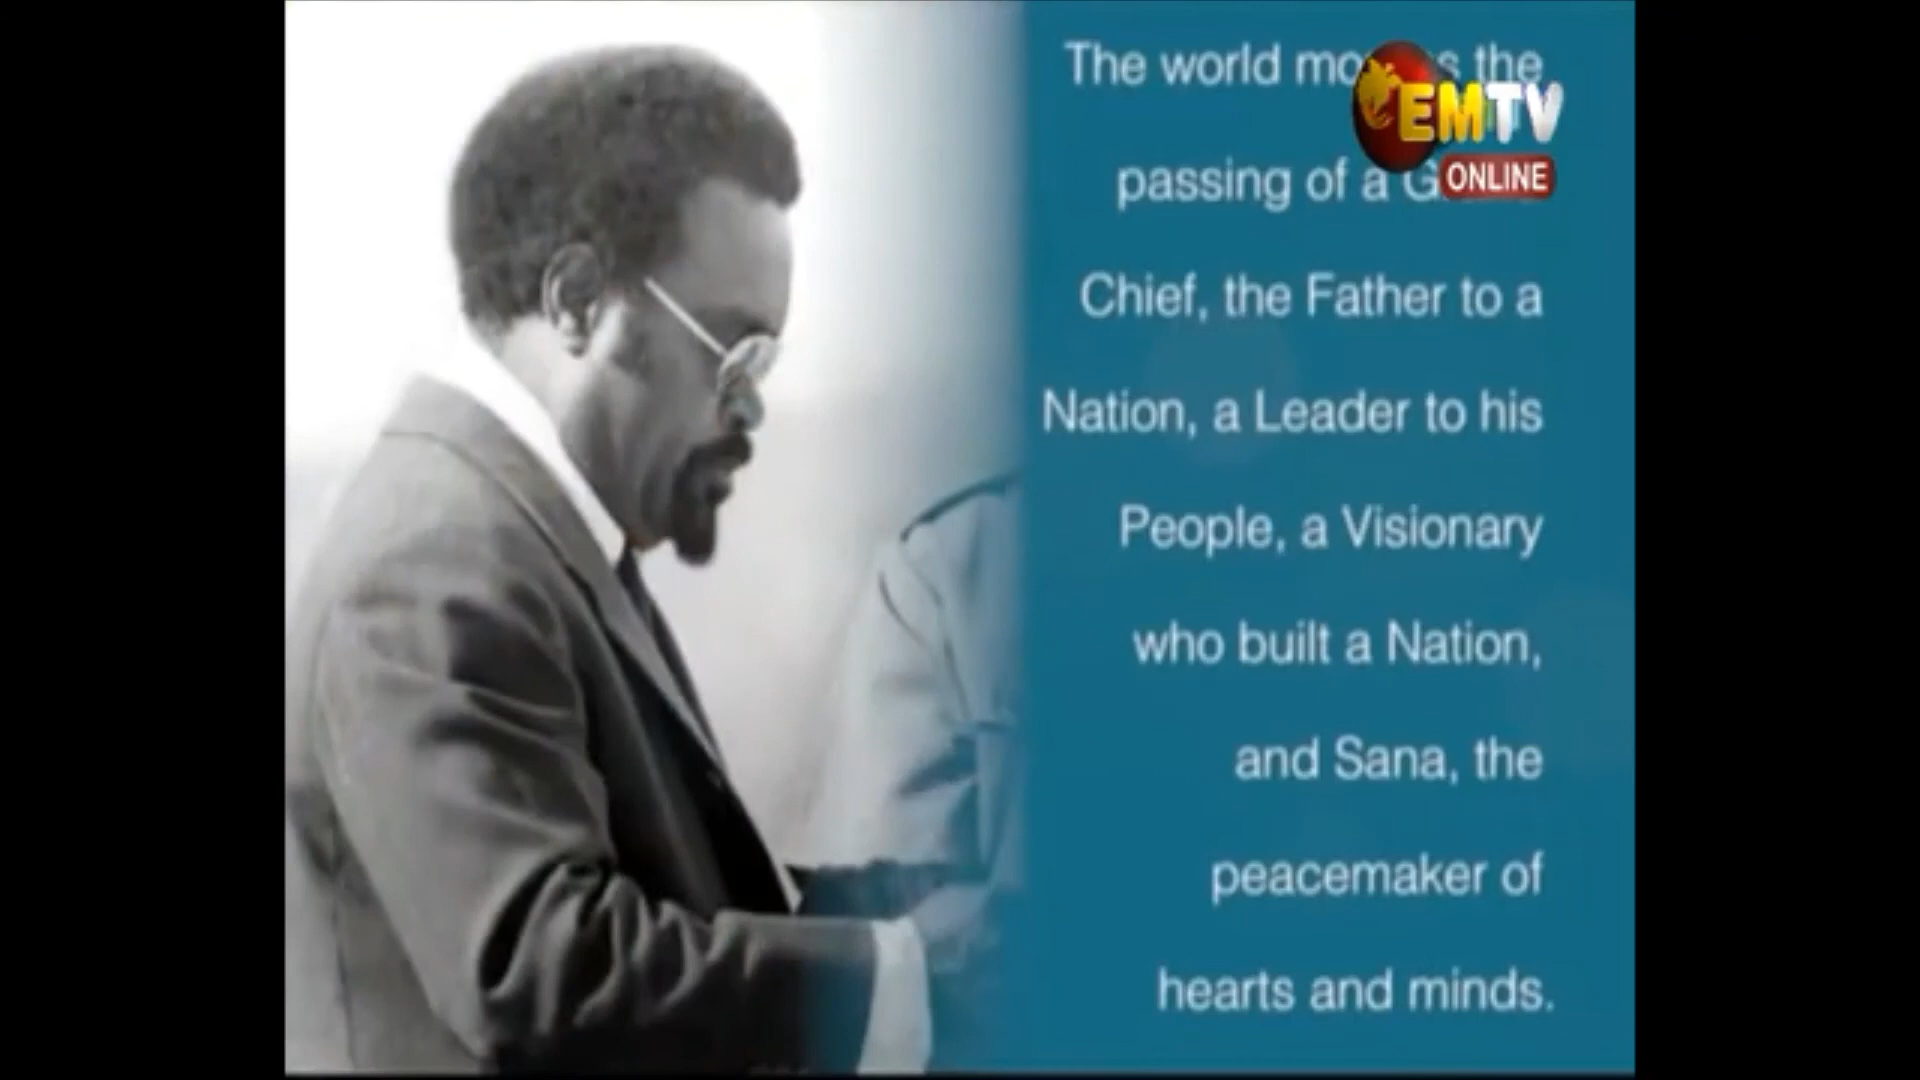 The world mo s the
passing of a G
Chief, the Father to a
Nation, a Leader to his
People, a Visionary
who built a Nation,
and Sana, the
peacemaker of
hearts and minds.
EMTV
ONLINE